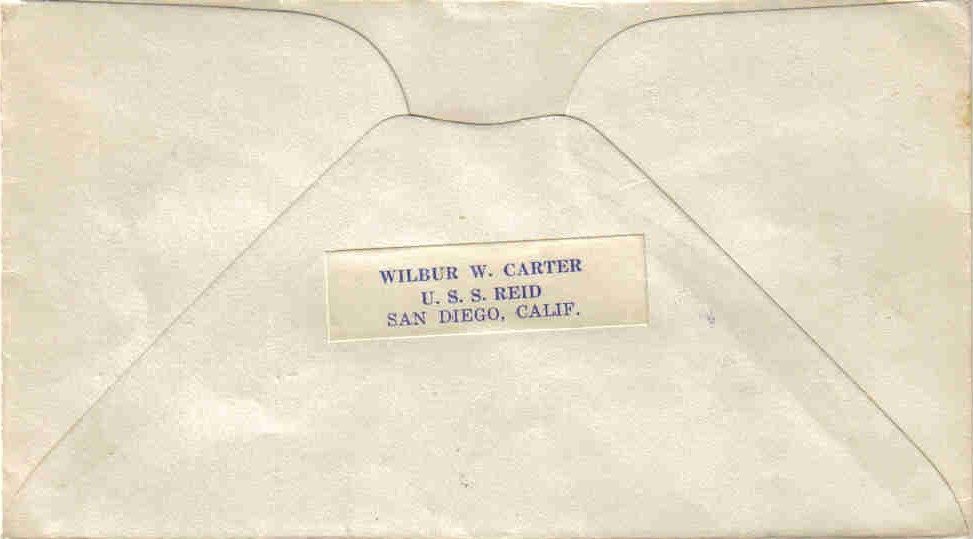 WILBUR W. CARTER
U. S. S. REID
SAN DIEGO, CALIF.